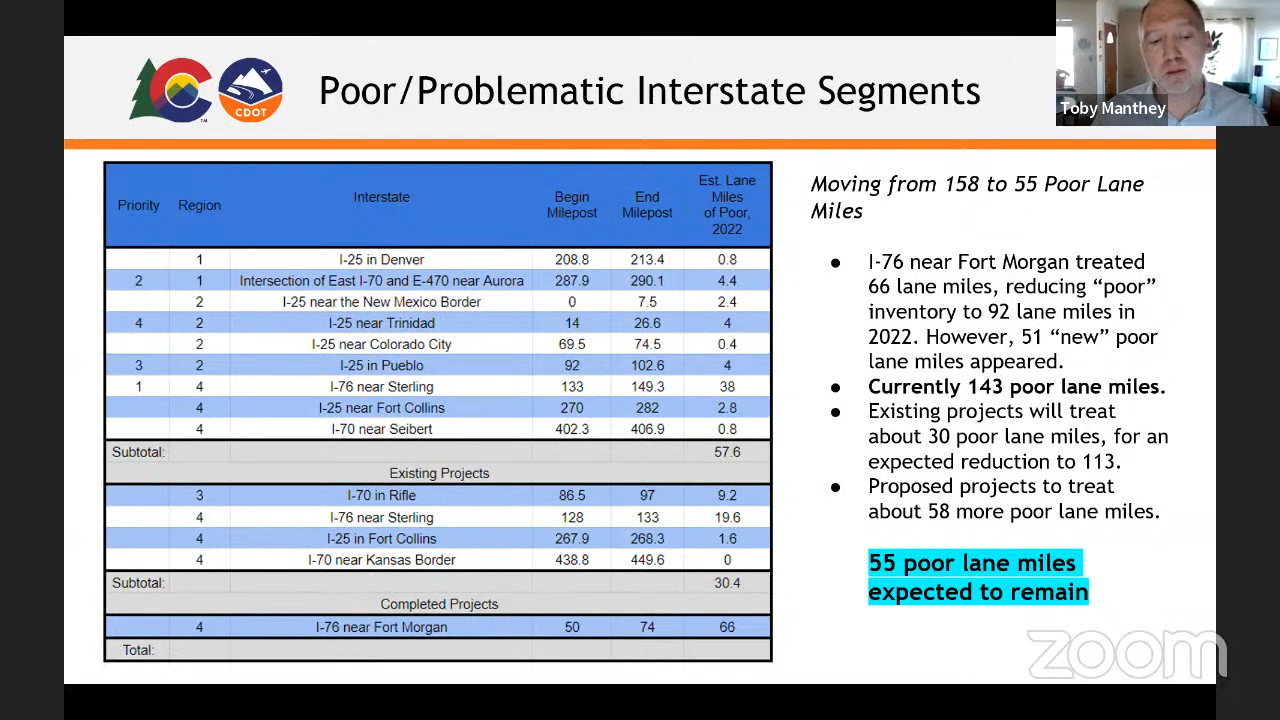 Poor/Problematic Interstate Segments
CDOT
TM
Toby Manthey
Priority Region Interstate Begin Milepost End Milepost Est. Lane Miles of Poor, 2022
1 I-25 in Denver 208.8 213.4 0.8
2 1 Intersection of East I-70 and E-470 near Aurora 287.9 290.1 4.4
2 I-25 near the New Mexico Border 0 7.5 2.4
4 2 I-25 near Trinidad 14 26.6 4
2 I-25 near Colorado City 69.5 74.5 0.4
3 2 I-25 in Pueblo 92 102.6 4
1 4 I-76 near Sterling 133 149.3 38
4 I-25 near Fort Collins 270 282 2.8
4 I-70 near Seibert 402.3 406.9 0.8
Subtotal: 57.6
Existing Projects
3 I-70 in Rifle 86.5 97 9.2
4 I-76 near Sterling 128 133 19.6
4 I-25 in Fort Collins 267.9 268.3 1.6
4 I-70 near Kansas Border 438.8 449.6 0
Subtotal: 30.4
Completed Projects
4 I-76 near Fort Morgan 50 74 66
Total:
Moving from 158 to 55 Poor Lane
Miles
● I-76 near Fort Morgan treated
66 lane miles, reducing “poor”
inventory to 92 lane miles in
2022. However, 51 “new” poor
lane miles appeared.
● Currently 143 poor lane miles.
● Existing projects will treat
about 30 poor lane miles, for an
expected reduction to 113.
● Proposed projects to treat
about 58 more poor lane miles.
55 poor lane miles
expected to remain
zoom